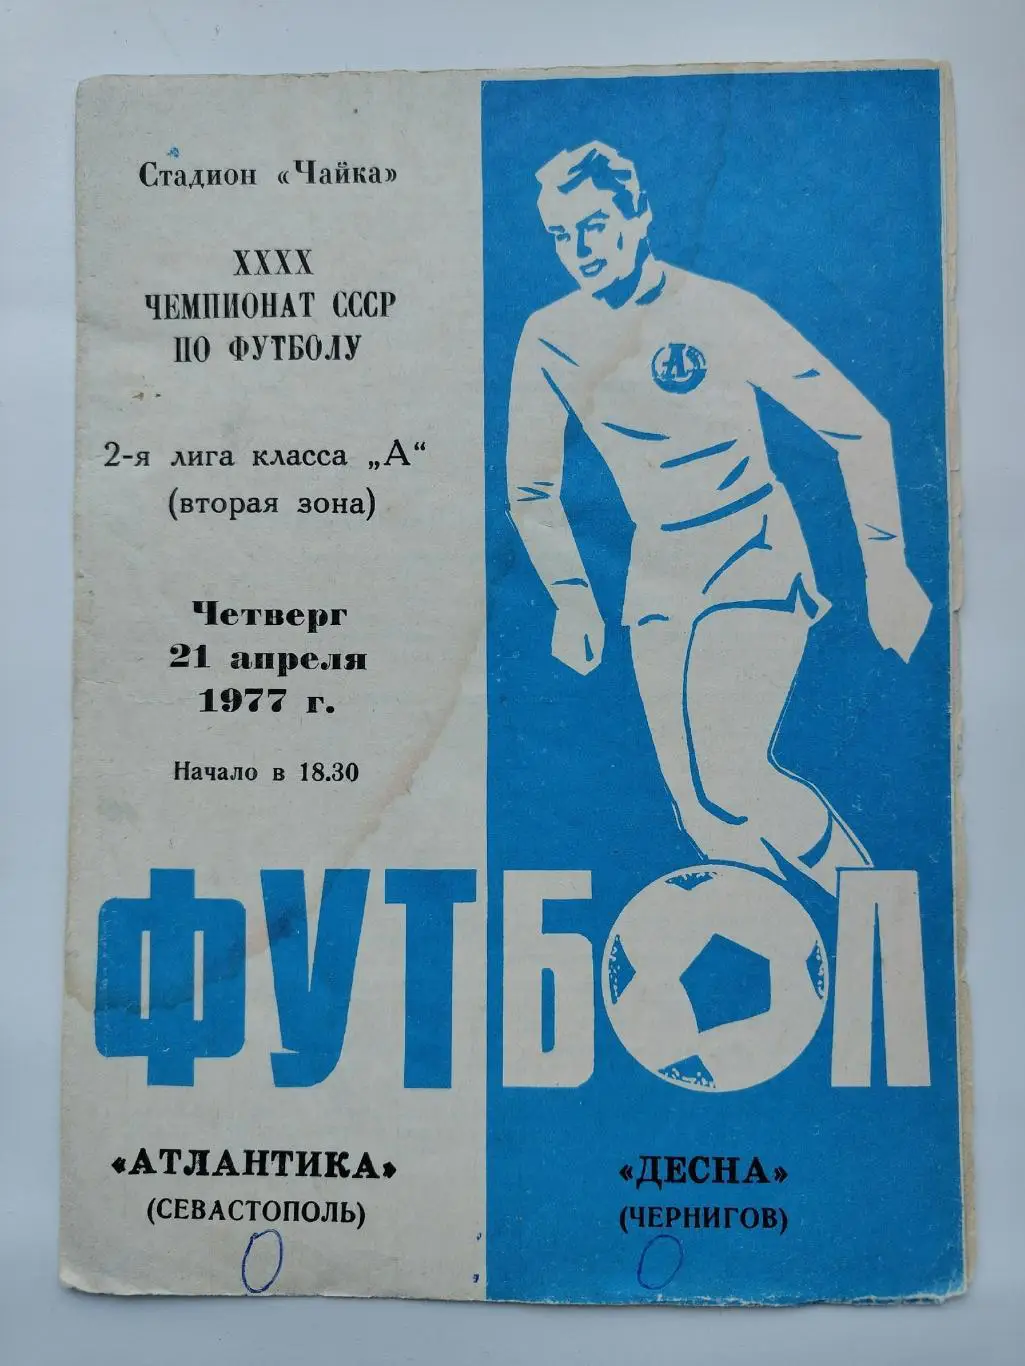 Стадион «Чайка»
XXXX
ЧЕМПИОНАТ СССР
ПО ФУТБОЛУ
2-я лига класса „А“
(вторая зона)
Четверг
21 апреля
1977 г.
Начало в 18.30
А
ФУТБОЛ
«АТЛАНТИКА»
(СЕВАСТОПОЛЬ)
0
«ДЕСНА»
(ЧЕРНИГОВ)
0